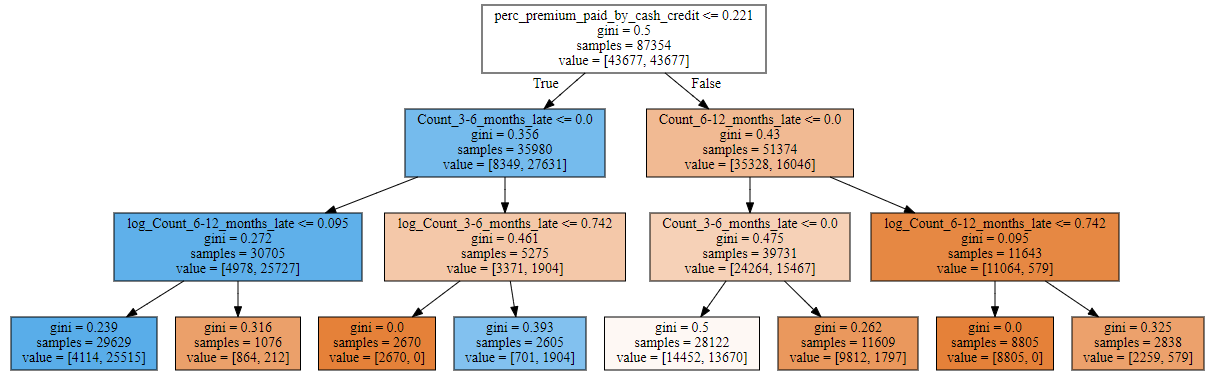 perc_premium_paid_by_cash_credit <= 0.221
gini = 0.5
samples = 87354
value = [43677, 43677]
True
False
Count_3-6_months_late <= 0.0
gini = 0.356
samples = 35980
value = [8349, 27631]
Count_6-12_months_late <= 0.0
gini = 0.43
samples = 51374
value = [35328, 16046]
log_Count_6-12_months_late <= 0.095
gini = 0.272
samples = 30705
value = [4978, 25727]
log_Count_3-6_months_late <= 0.742
gini = 0.461
samples = 5275
value = [3371, 1904]
Count_3-6_months_late <= 0.0
gini = 0.475
samples = 39731
value = [24264, 15467]
log_Count_6-12_months_late <= 0.742
gini = 0.095
samples = 11643
value = [11064, 579]
gini = 0.239
samples = 29629
value = [4114, 25515]
gini = 0.316
samples = 1076
value = [864, 212]
gini = 0.0
samples = 2670
value = [2670, 0]
gini = 0.393
samples = 2605
value = [701, 1904]
gini = 0.5
samples = 28122
value = [14452, 13670]
gini = 0.262
samples = 11609
value = [9812, 1797]
gini = 0.0
samples = 8805
value = [8805, 0]
gini = 0.325
samples = 2838
value = [2259, 579]